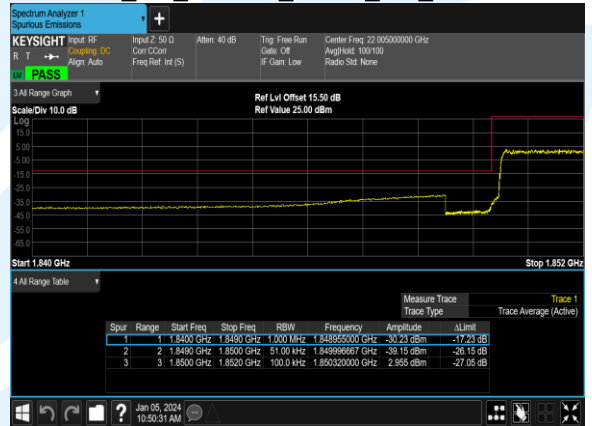 Spectrum Analyzer 1
Spurious Emissions
KEYSIGHT Input: RF Input Z: 50 Ω Atten: 40 dB Trig: Free Run Center Freq: 22.005000000 GHz
R T Coupling: DC Corr CCorr Gate: Off Avg|Hold: 100/100
Align: Auto Freq Ref: Int (S) IF Gain: Low Radio Std: None
PASS
3 All Range Graph
Ref Lvl Offset 15.50 dB
Scale/Div 10.0 dB Ref Value 25.00 dBm
Log
15.0
5.00
-5.00
-15.0
-25.0
-35.0
-45.0
-55.0
-65.0
Start 1.840 GHz Stop 1.852 GHz
4 All Range Table
Measure Trace Trace 1
Trace Type Trace Average (Active)
Spur Range Start Freq Stop Freq RBW Frequency Amplitude ΔLimit
1 1 1.8400 GHz 1.8490 GHz 1.000 MHz 1.848955000 GHz -30.23 dBm -17.23 dB
2 2 1.8490 GHz 1.8500 GHz 51.00 kHz 1.849996667 GHz -39.15 dBm -26.15 dB
3 3 1.8500 GHz 1.8520 GHz 100.0 kHz 1.850320000 GHz 2.955 dBm -27.05 dB
Jan 05, 2024
10:50:31 AM